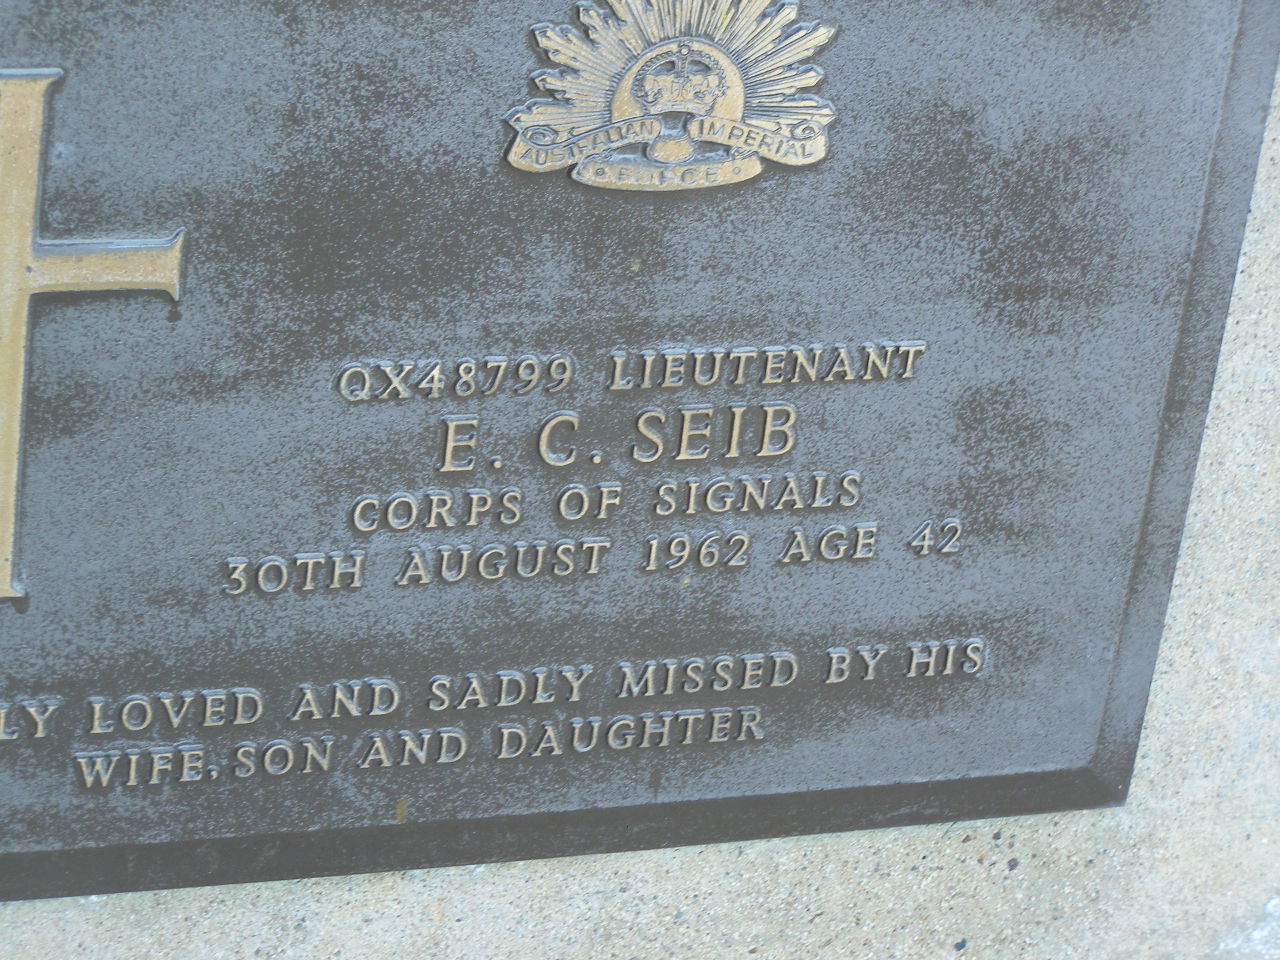 AUSTRALIAN IMPERIAL
FORCE
QX48799 LIEUTENANT
E. C. SEIB
CORPS OF SIGNALS
30TH AUGUST 1962 AGE 42
LOVED AND SADLY MISSED BY HIS
WIFE, SON AND DAUGHTER